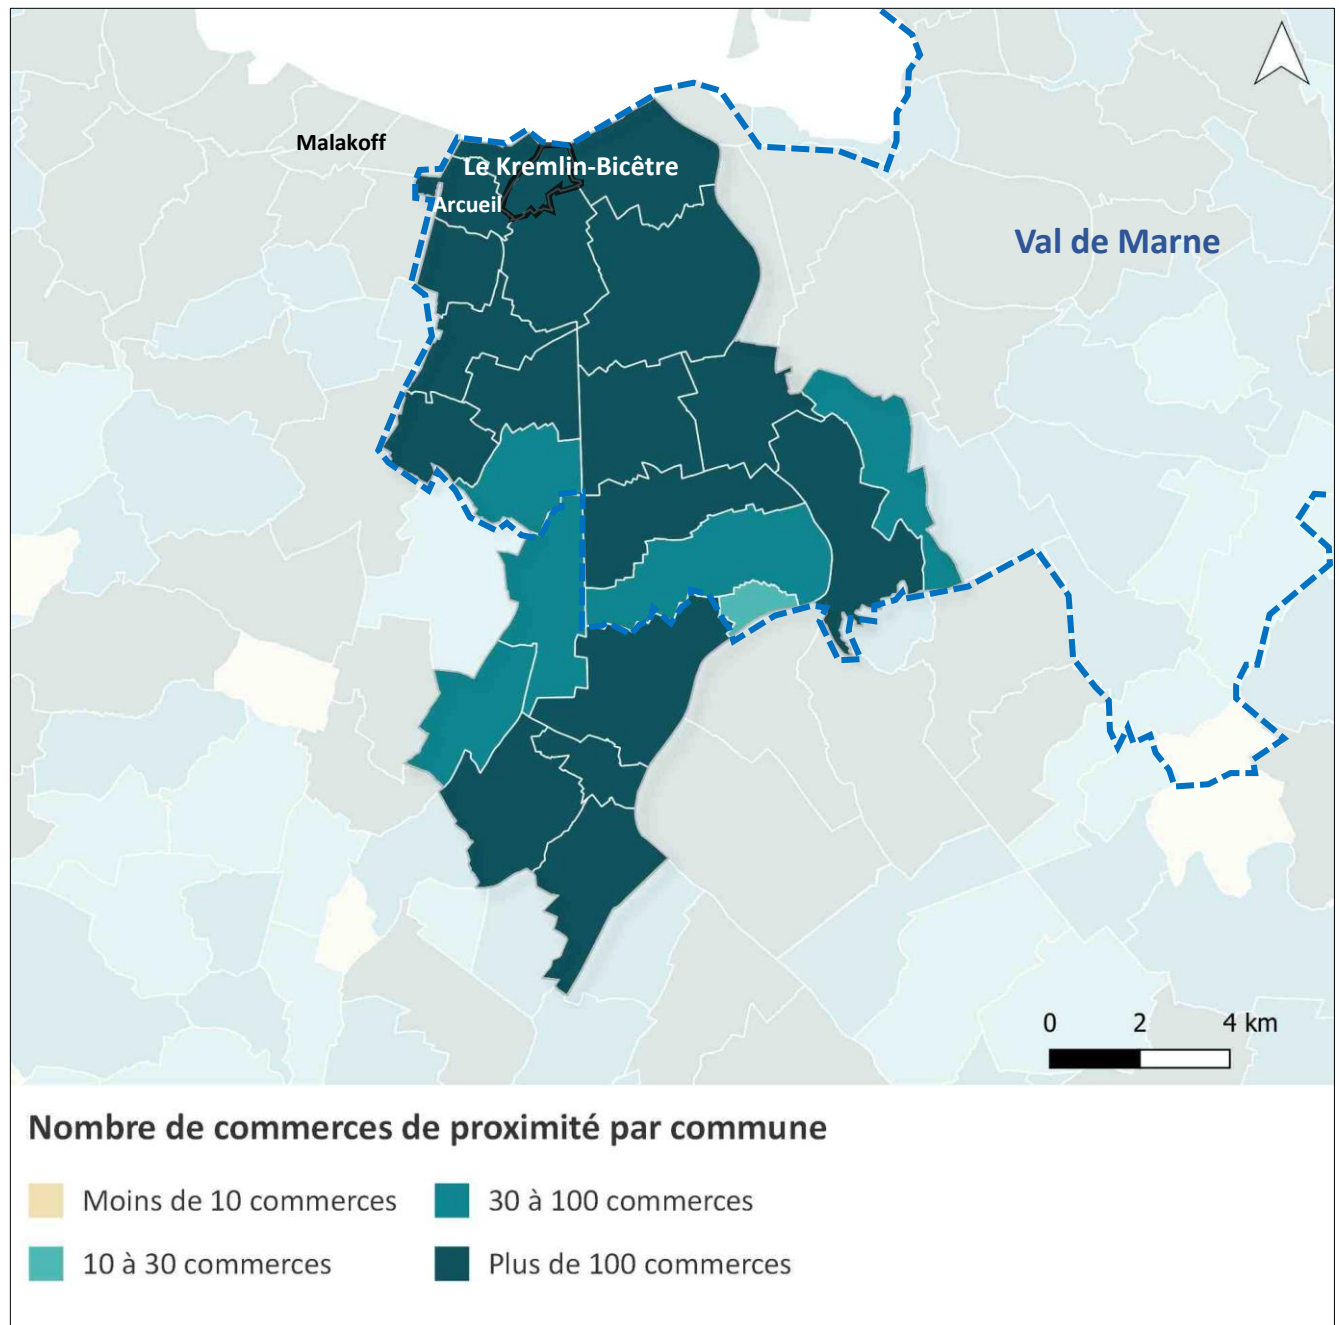 Malakoff
Le Kremlin-Bicêtre
Arcueil
Val de Marne
0 2 4 km
Nombre de commerces de proximité par commune
Moins de 10 commerces
30 à 100 commerces
10 à 30 commerces
Plus de 100 commerces